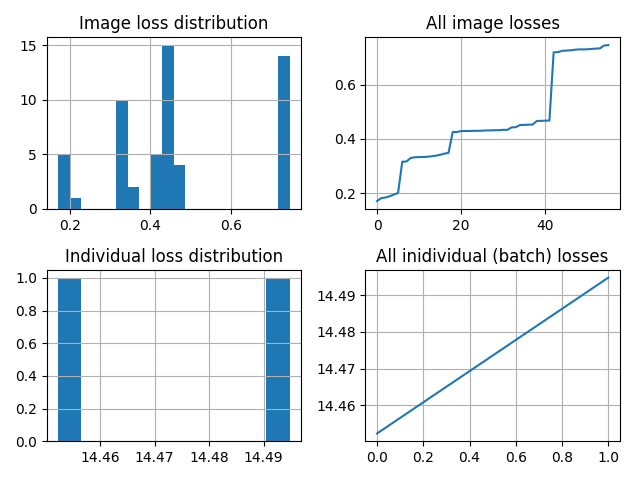 Image loss distribution
15
10
5
0
0.2 0.4 0.6
All image losses
0.6
0.4
0.2
0 20 40
Individual loss distribution
1.0
0.8
0.6
0.4
0.2
0.0
14.46 14.47 14.48 14.49
All inidividual (batch) losses
14.49
14.48
14.47
14.46
0.0 0.2 0.4 0.6 0.8 1.0